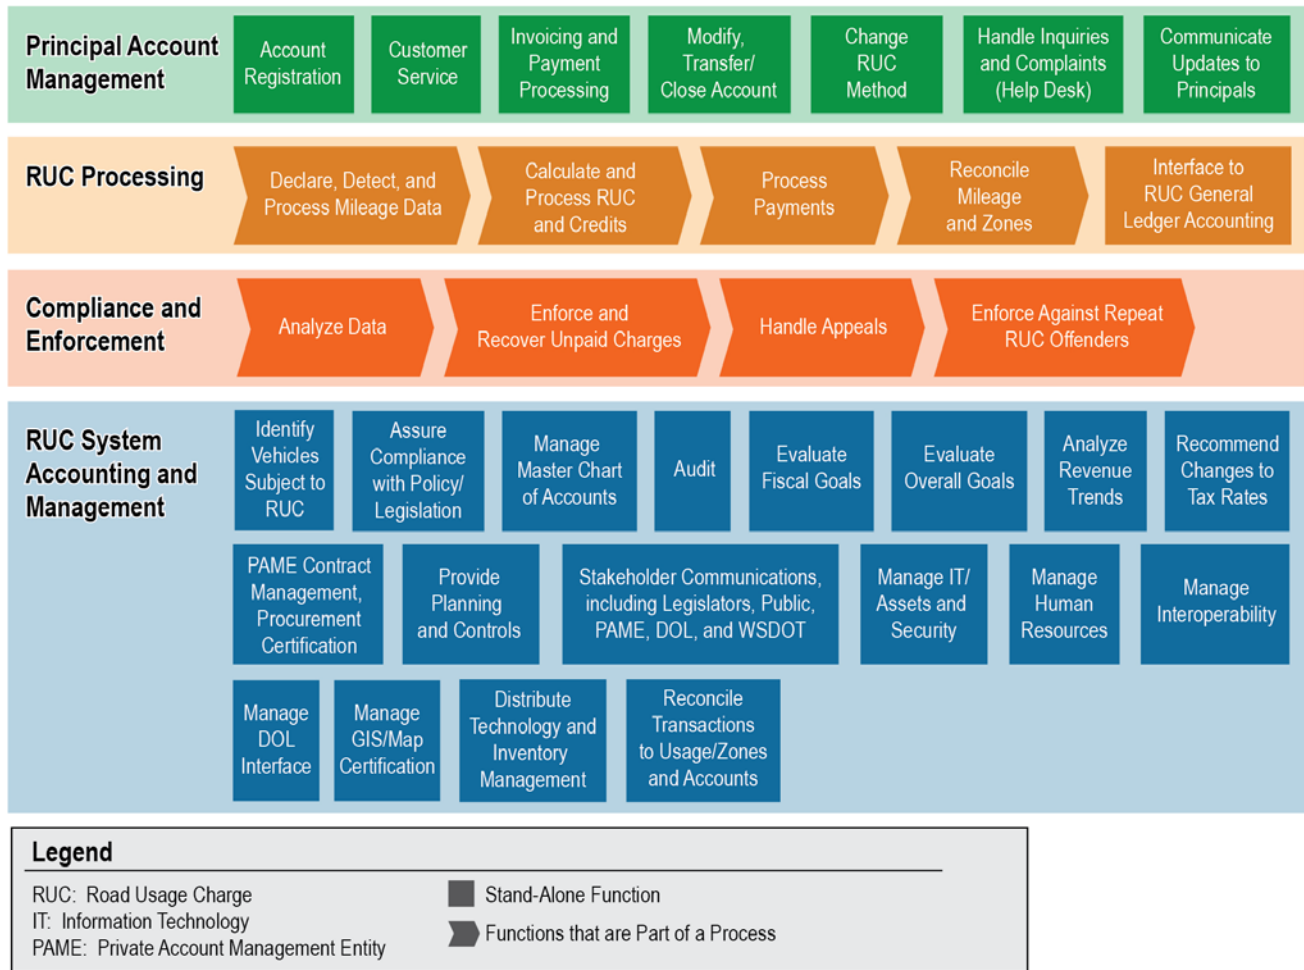 Principal Account
Management
Account
Registration
Customer
Service
Invoicing and
Payment
Processing
Modify,
Transfer/
Close Account
Change
RUC
Method
Handle Inquiries
and Complaints
(Help Desk)
Communicate
Updates to
Principals
RUC Processing
Declare, Detect, and
Process Mileage Data
Calculate and
Process RUC
and Credits
Process
Payments
Reconcile
Mileage
and Zones
Interface to
RUC General
Ledger Accounting
Compliance and
Enforcement
Analyze Data
Enforce and
Recover Unpaid Charges
Handle Appeals
Enforce Against Repeat
RUC Offenders
RUC System
Accounting and
Management
Identify
Vehicles
Subject to
RUC
Assure
Compliance
with Policy/
Legislation
Manage
Master Chart
of Accounts
Audit
Evaluate
Fiscal Goals
Evaluate
Overall Goals
Analyze
Revenue
Trends
Recommend
Changes to
Tax Rates
PAME Contract
Management,
Procurement
Certification
Provide
Planning
and Controls
Stakeholder Communications,
including Legislators, Public,
PAME, DOL, and WSDOT
Manage IT/
Assets and
Security
Manage
Human
Resources
Manage
Interoperability
Manage
DOL
Interface
Manage
GIS/Map
Certification
Distribute
Technology and
Inventory
Management
Reconcile
Transactions
to Usage/Zones
and Accounts
Legend
RUC: Road Usage Charge
IT: Information Technology
PAME: Private Account Management Entity
Stand-Alone Function
Functions that are Part of a Process